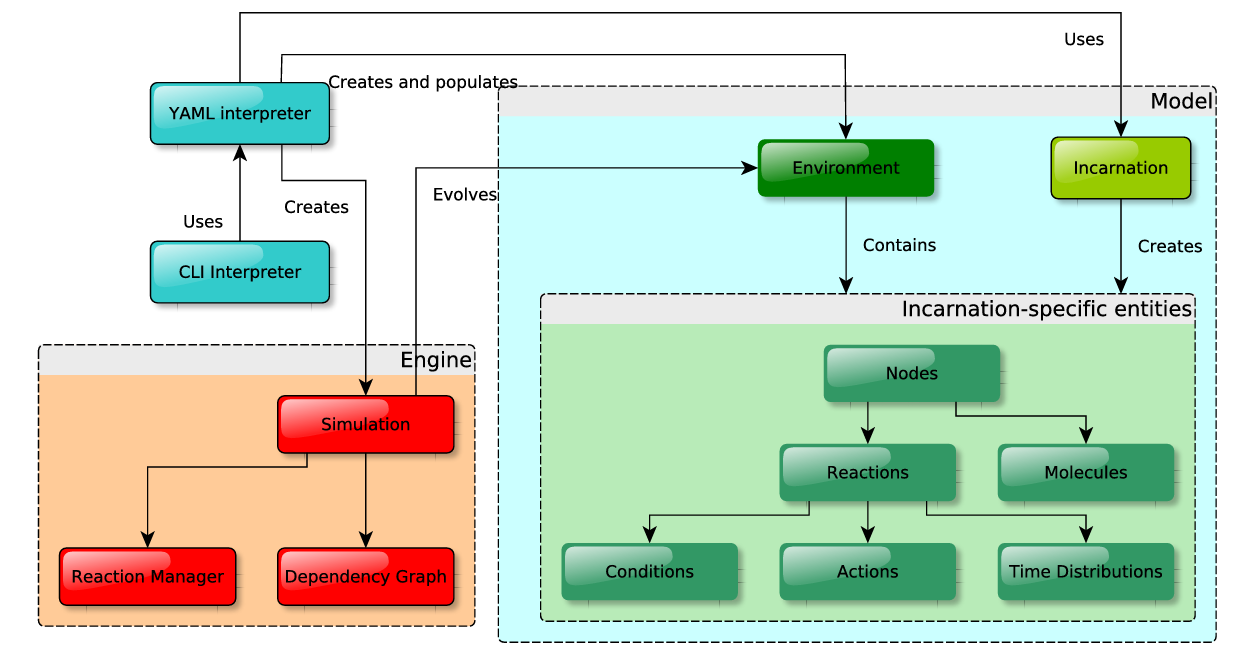 Uses
Creates and populates
Model
YAML interpreter
Environment
Incarnation
Evolves
Creates
Uses
Contains
Creates
CLI Interpreter
Incarnation-specific entities
Engine
Nodes
Simulation
Reactions
Molecules
Reaction Manager
Dependency Graph
Conditions
Actions
Time Distributions